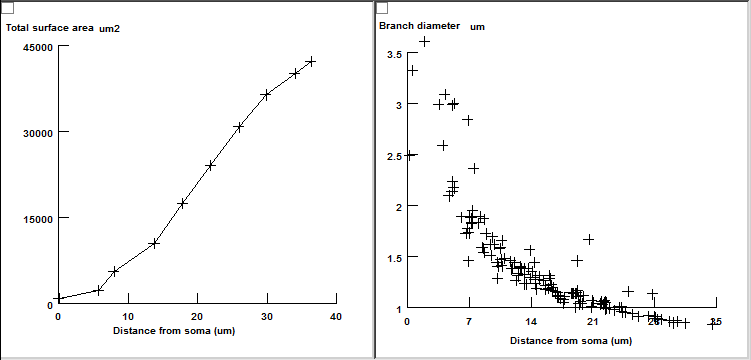 Total surface area um2
45000
30000
15000
0
0 10 20 30 40
Distance from soma (um)
Branch diameter um
3.5
3
2.5
2
1.5
1
0 7 14 21 28 35
Distance from soma (um)